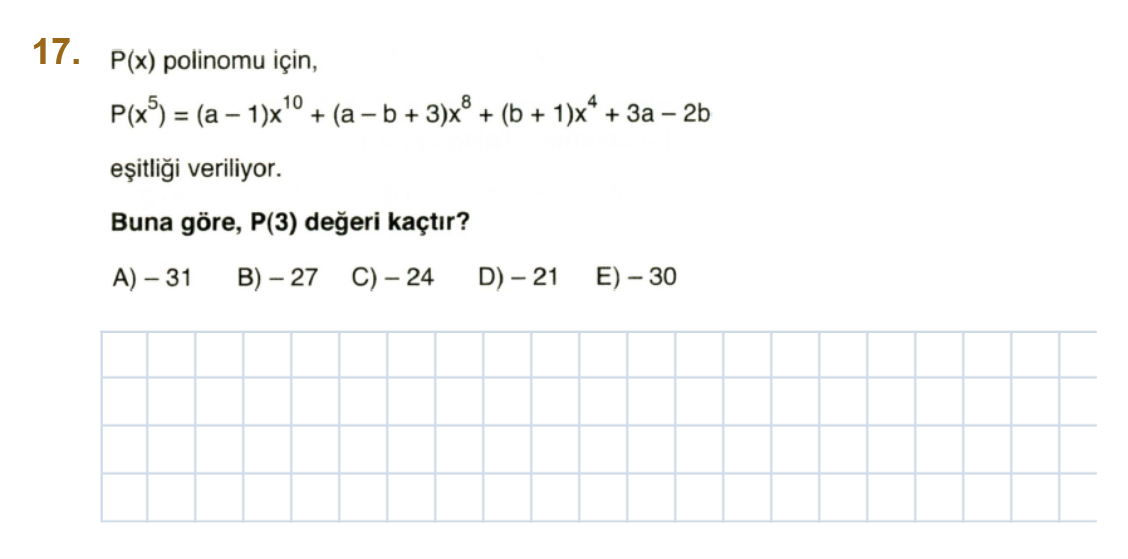 17. P(x) polinomu için,
P(x⁵) = (a – 1)x¹⁰ + (a – b + 3)x⁸ + (b + 1)x⁴ + 3a – 2b
eşitliği veriliyor.
Buna göre, P(3) değeri kaçtır?
A) – 31 B) – 27 C) – 24 D) – 21 E) – 30